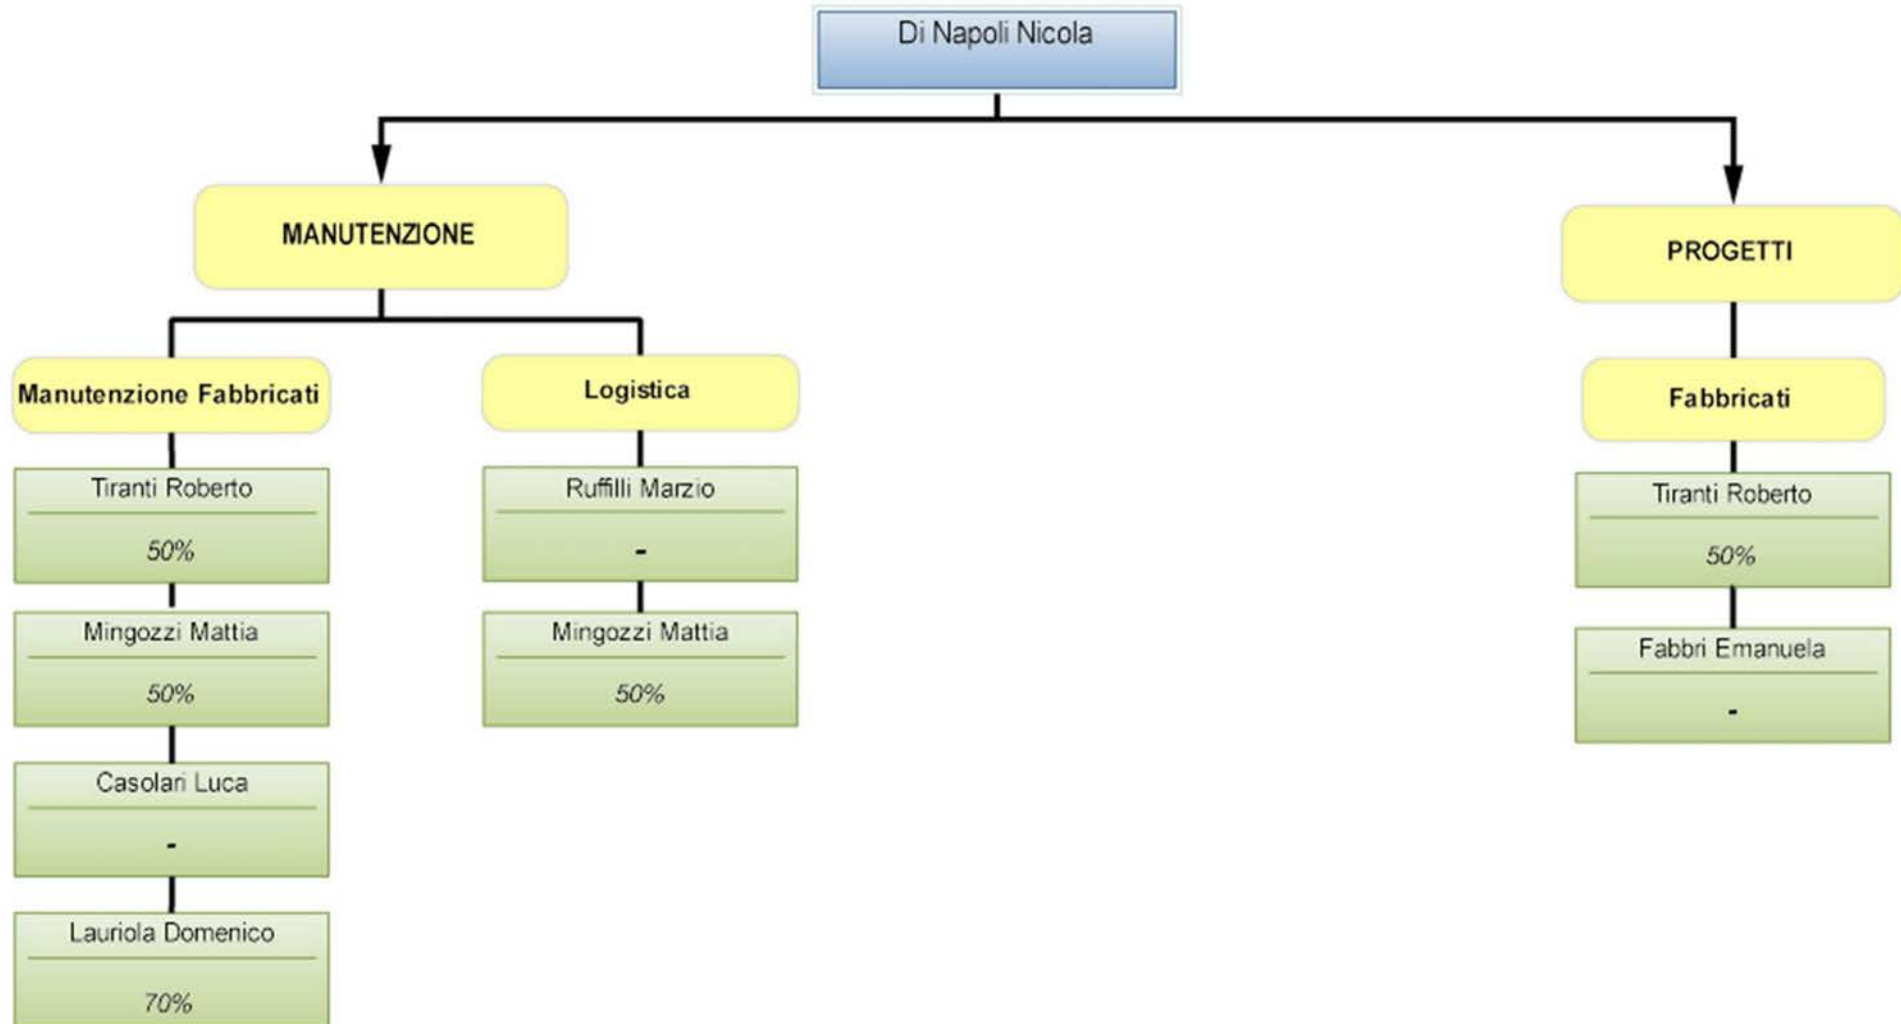 Di Napoli Nicola
MANUTENZIONE
PROGETTI
Manutenzione Fabbricati
Logistica
Fabbricati
Tiranti Roberto
50%
Mingozzi Mattia
50%
Casolari Luca
-
Lauriola Domenico
70%
Ruffilli Marzio
-
Mingozzi Mattia
50%
Tiranti Roberto
50%
Fabbri Emanuela
-